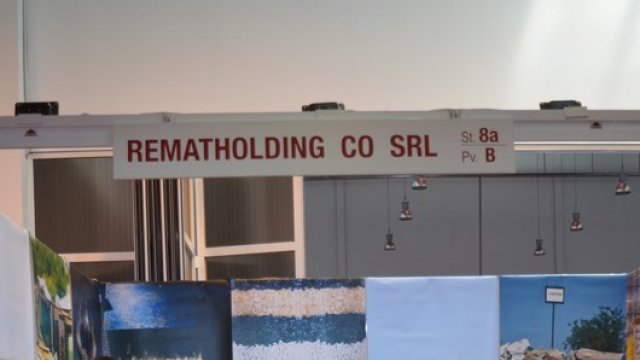 REMATHOLDING CO SRL
St. 8a
Pv. B